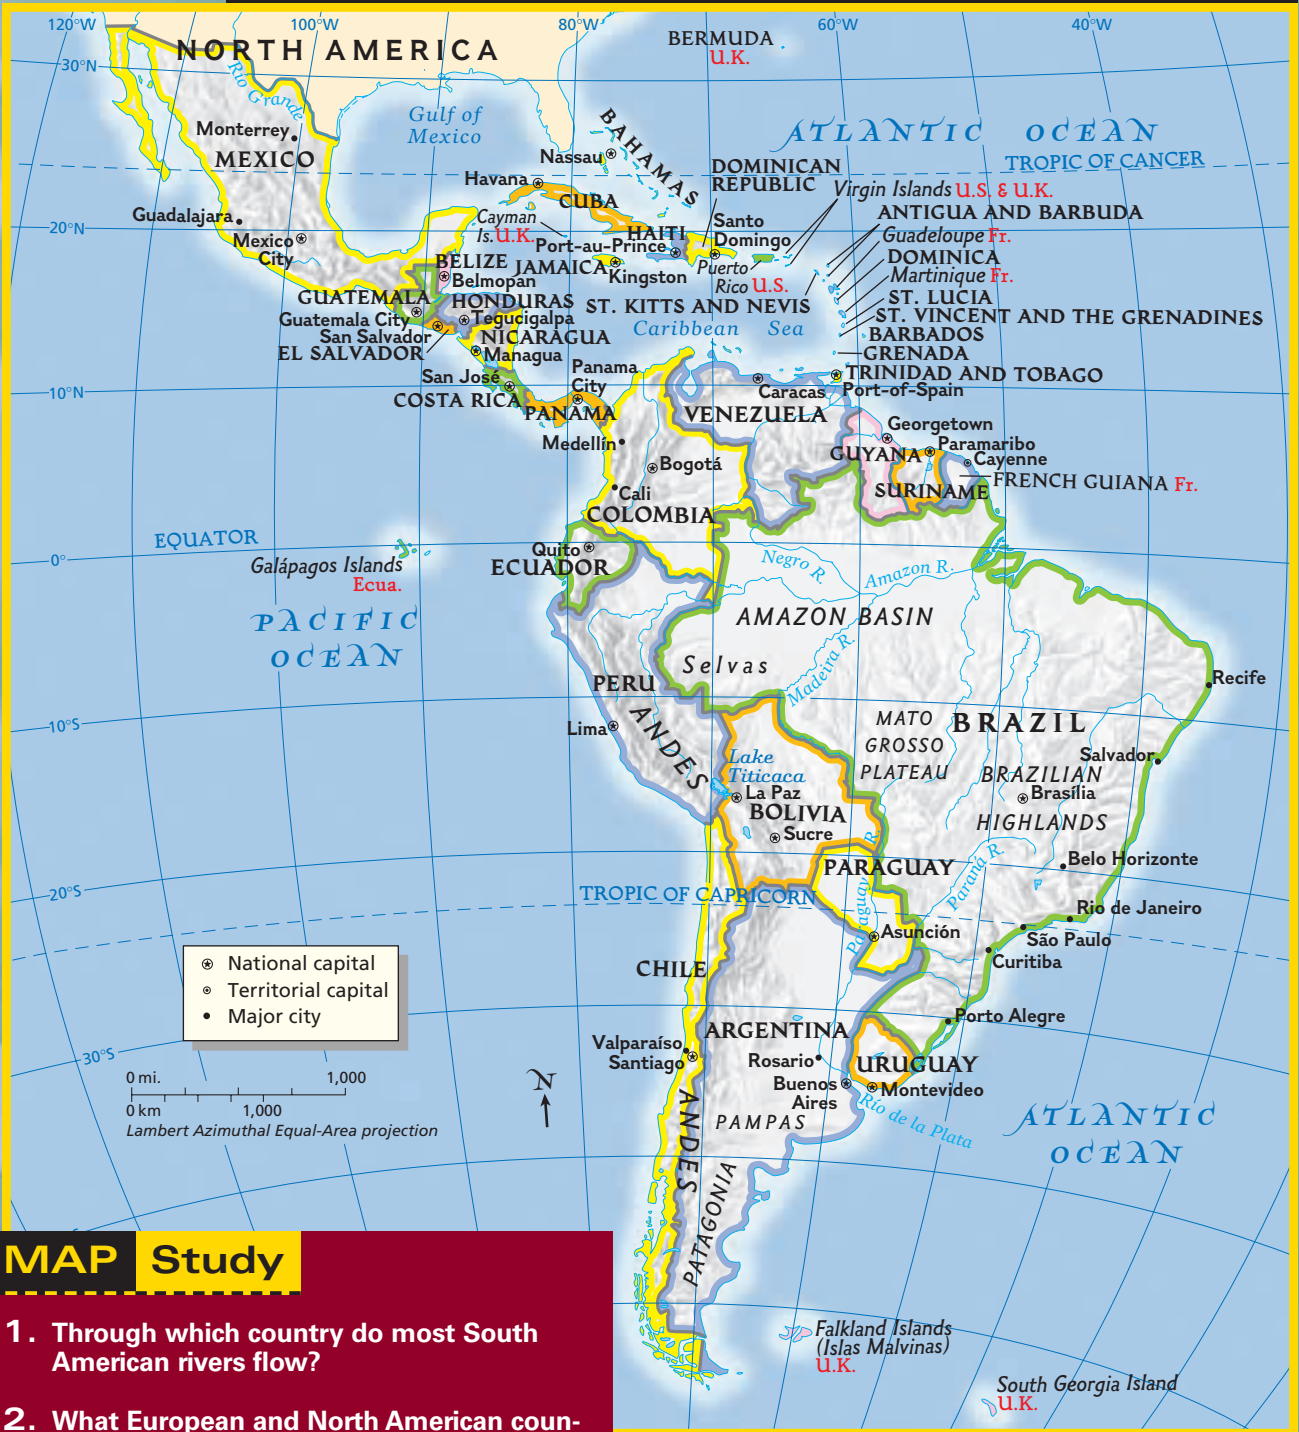 120°W
100°W
80°W
60°W
40°W
NORTH AMERICA
BERMUDA
U.K.
30°N
Río Grande
Gulf of
Mexico
BAHAMAS
ATLANTIC OCEAN
TROPIC OF CANCER
Monterrey
MEXICO
Nassau
Havana
CUBA
DOMINICAN
REPUBLIC
Virgin Islands U.S. & U.K.
ANTIGUA AND BARBUDA
Guadeloupe Fr.
DOMINICA
Martinique Fr.
Guadalajara
20°N
Mexico
City
Cayman
Is. U.K.
HAITI
Port-au-Prince
Santo
Domingo
BELIZE
Belmopan
JAMAICA
Kingston
Puerto
Rico U.S.
ST. KITTS AND NEVIS
ST. LUCIA
ST. VINCENT AND THE GRENADINES
BARBADOS
GRENADA
TRINIDAD AND TOBAGO
Port-of-Spain
GUATEMALA
Guatemala City
HONDURAS
Tegucigalpa
San Salvador
EL SALVADOR
NICARAGUA
Managua
Caribbean Sea
San José
COSTA RICA
Panama
City
PANAMA
10°N
Caracas
VENEZUELA
Georgetown
GUYANA
Paramaribo
Cayenne
SURINAME
FRENCH GUIANA Fr.
Medellín
Bogotá
Cali
COLOMBIA
EQUATOR
0°
Galápagos Islands
Ecua.
Quito
ECUADOR
Negro R.
Amazon R.
PACIFIC
OCEAN
AMAZON BASIN
Selvas
Madeira R.
PERU
Recife
10°S
Lima
ANDES
MATO
GROSSO
PLATEAU
BRAZIL
Salvador
Lake
Titicaca
La Paz
BOLIVIA
Sucre
BRAZILIAN
Brasília
HIGHLANDS
PARAGUAY
Paraguay R.
Paraná R.
Belo Horizonte
20°S
TROPIC OF CAPRICORN
Rio de Janeiro
São Paulo
Asunción
Curitiba
National capital
Territorial capital
Major city
CHILE
Porto Alegre
ARGENTINA
30°S
Valparaíso
Santiago
Rosario
URUGUAY
Buenos
Aires
Montevideo
Río de la Plata
0 mi.
1,000
0 km
1,000
Lambert Azimuthal Equal-Area projection
N
ANDES
PAMPAS
ATLANTIC
OCEAN
PATAGONIA
MAP Study
1. Through which country do most South
American rivers flow?
2. What European and North American coun-
Falkland Islands
(Islas Malvinas)
U.K.
South Georgia Island
U.K.